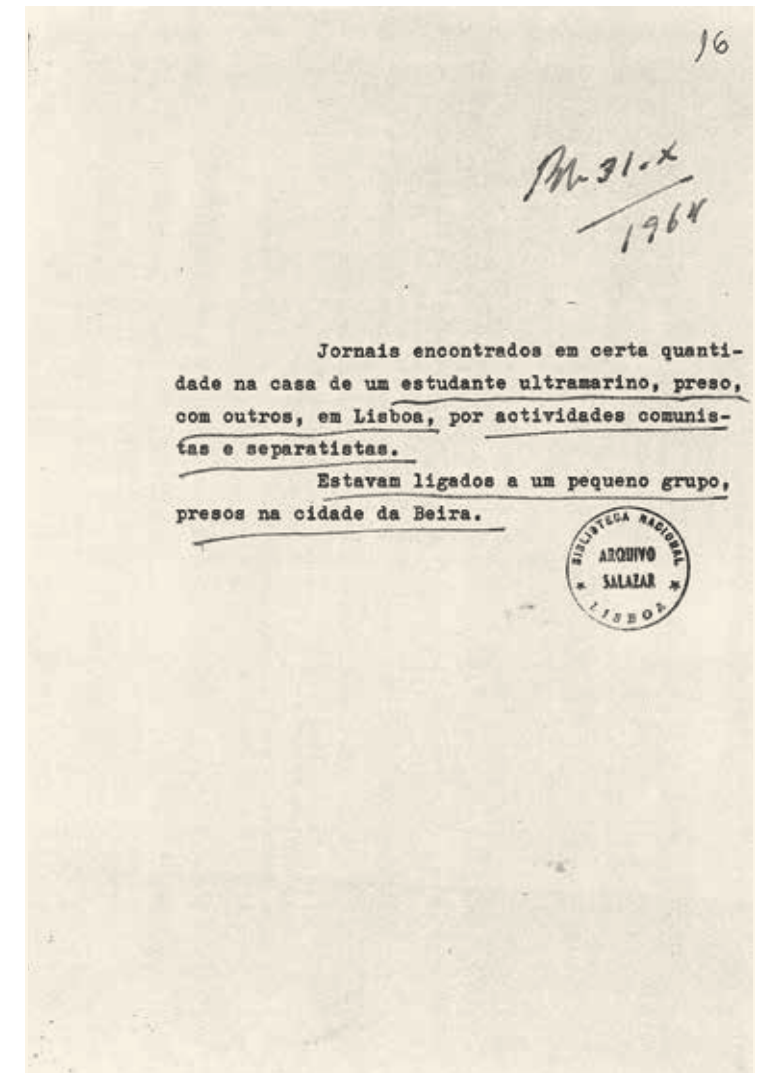 16
31.X
1964
Jornais encontrados em certa quanti-
dade na casa de um estudante ultramarino, preso,
com outros, em Lisboa, por actividades comunis-
tas e separatistas.
Estavam ligados a um pequeno grupo,
presos na cidade da Beira.
BIBLIOTECA NACIONAL
ARQUIVO
SALAZAR
LISBOA